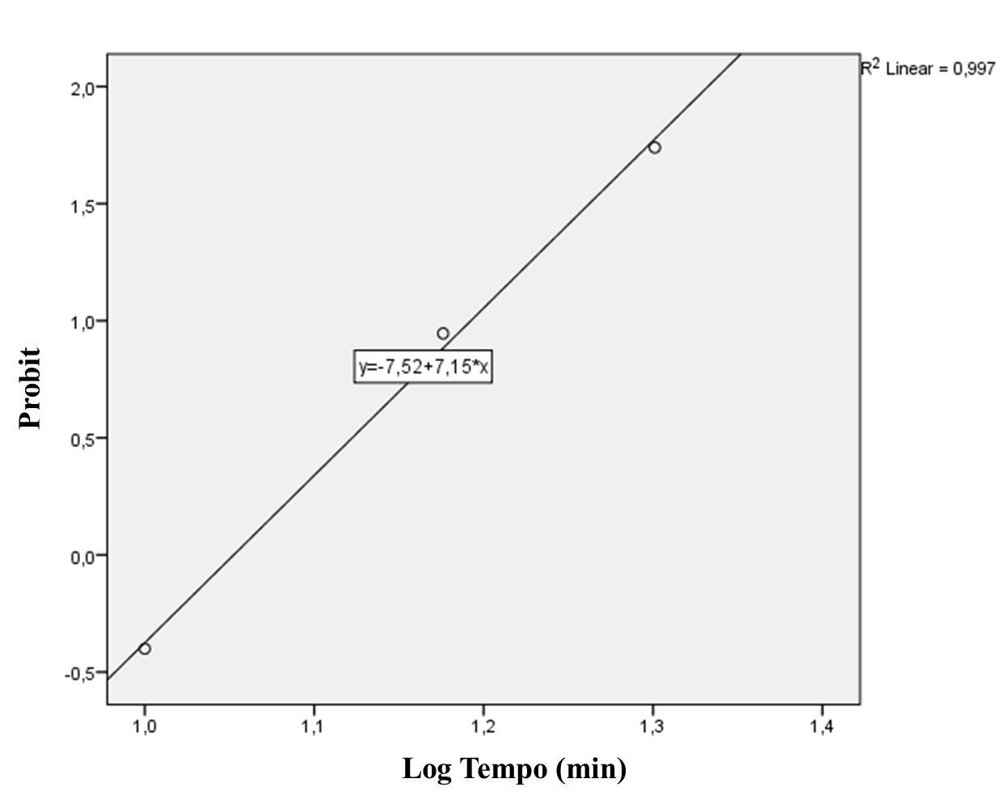 R2 Linear = 0,997
2,0
1,5
1,0
0,5
0,0
-0,5
y=-7,52+7,15*x
Probit
1,0 1,1 1,2 1,3 1,4
Log Tempo (min)